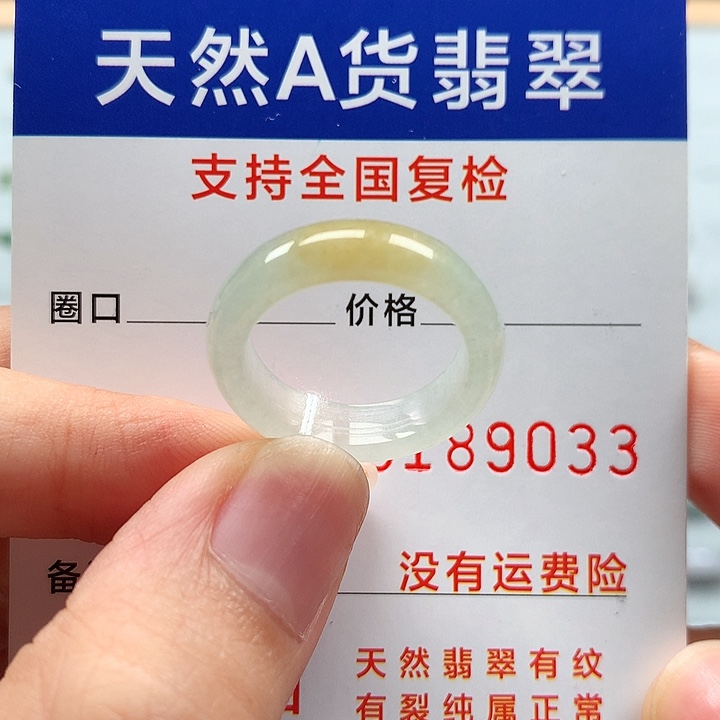 天然A货翡翠
支持全国复检
圈口 价格
189033
备
没有运费险
天然翡翠有纹
有裂纯属正常